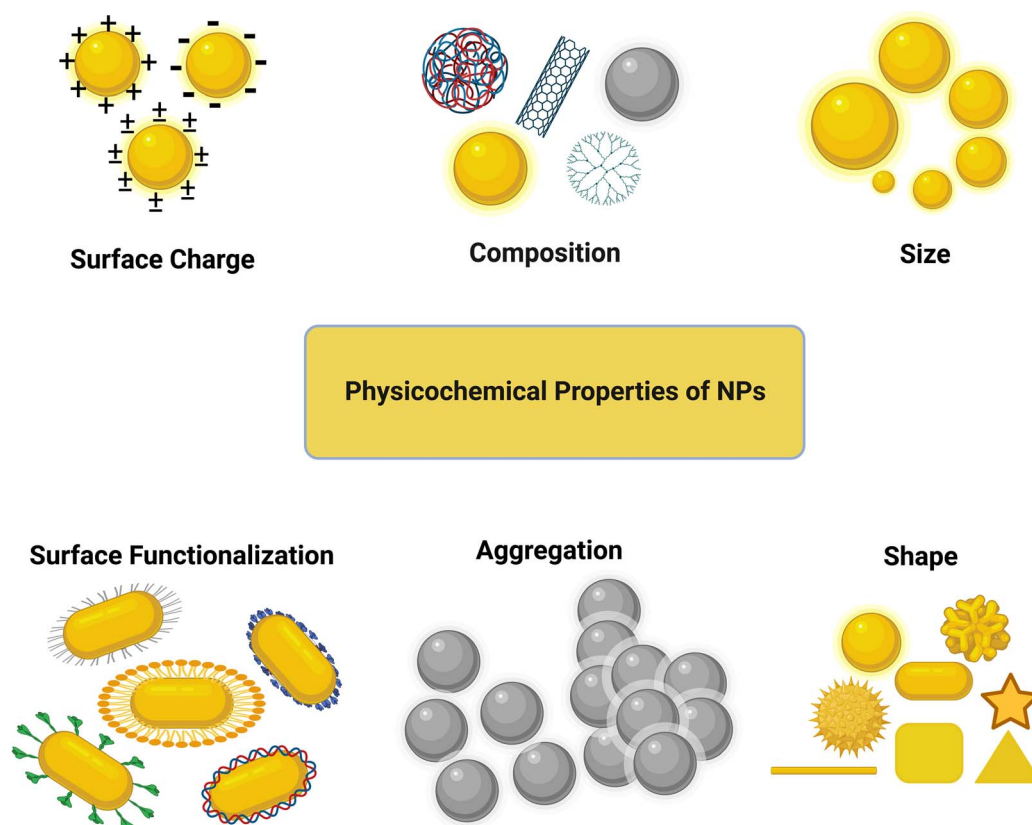 Surface Charge
Composition
Size
Physicochemical Properties of NPs
Surface Functionalization
Aggregation
Shape